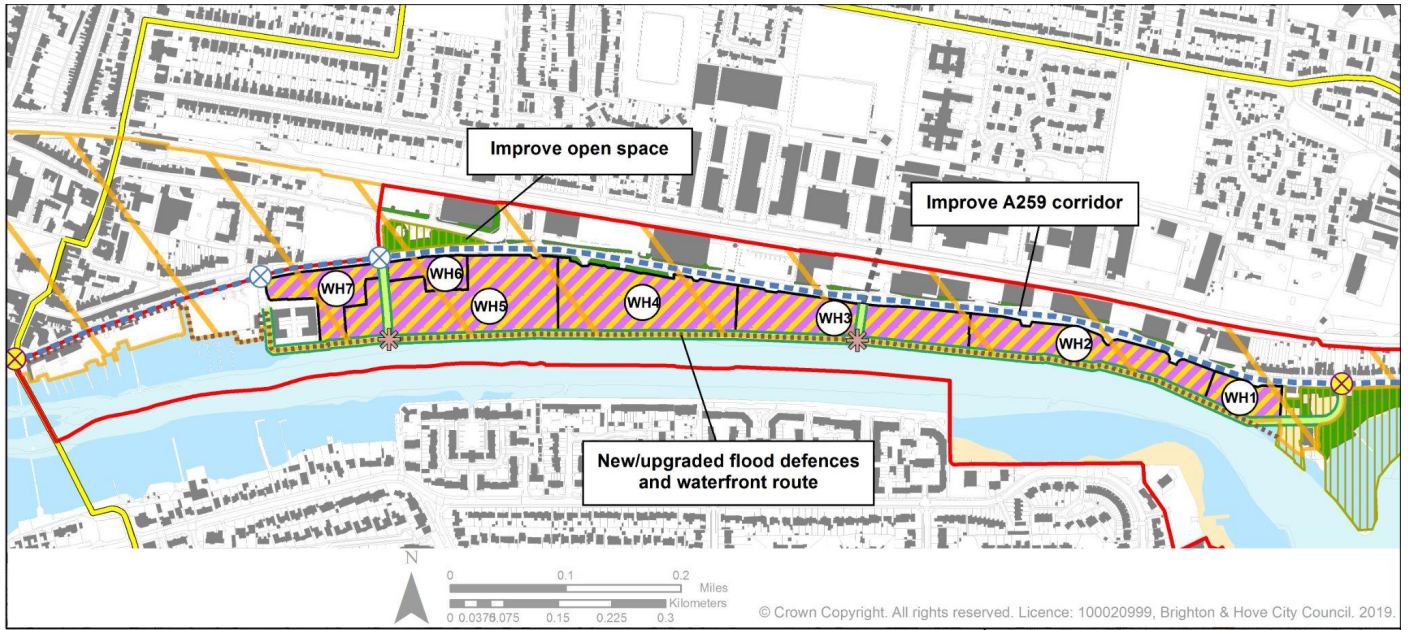 Improve open space
Improve A259 corridor
WH7
WH6
WH5
WH4
WH3
WH2
WH1
New/upgraded flood defences
and waterfront route
N
0 0.1 0.2
Miles
Kilometers
0 0.0375 0.075 0.15 0.225 0.3
© Crown Copyright. All rights reserved. Licence: 100020999, Brighton & Hove City Council. 2019.